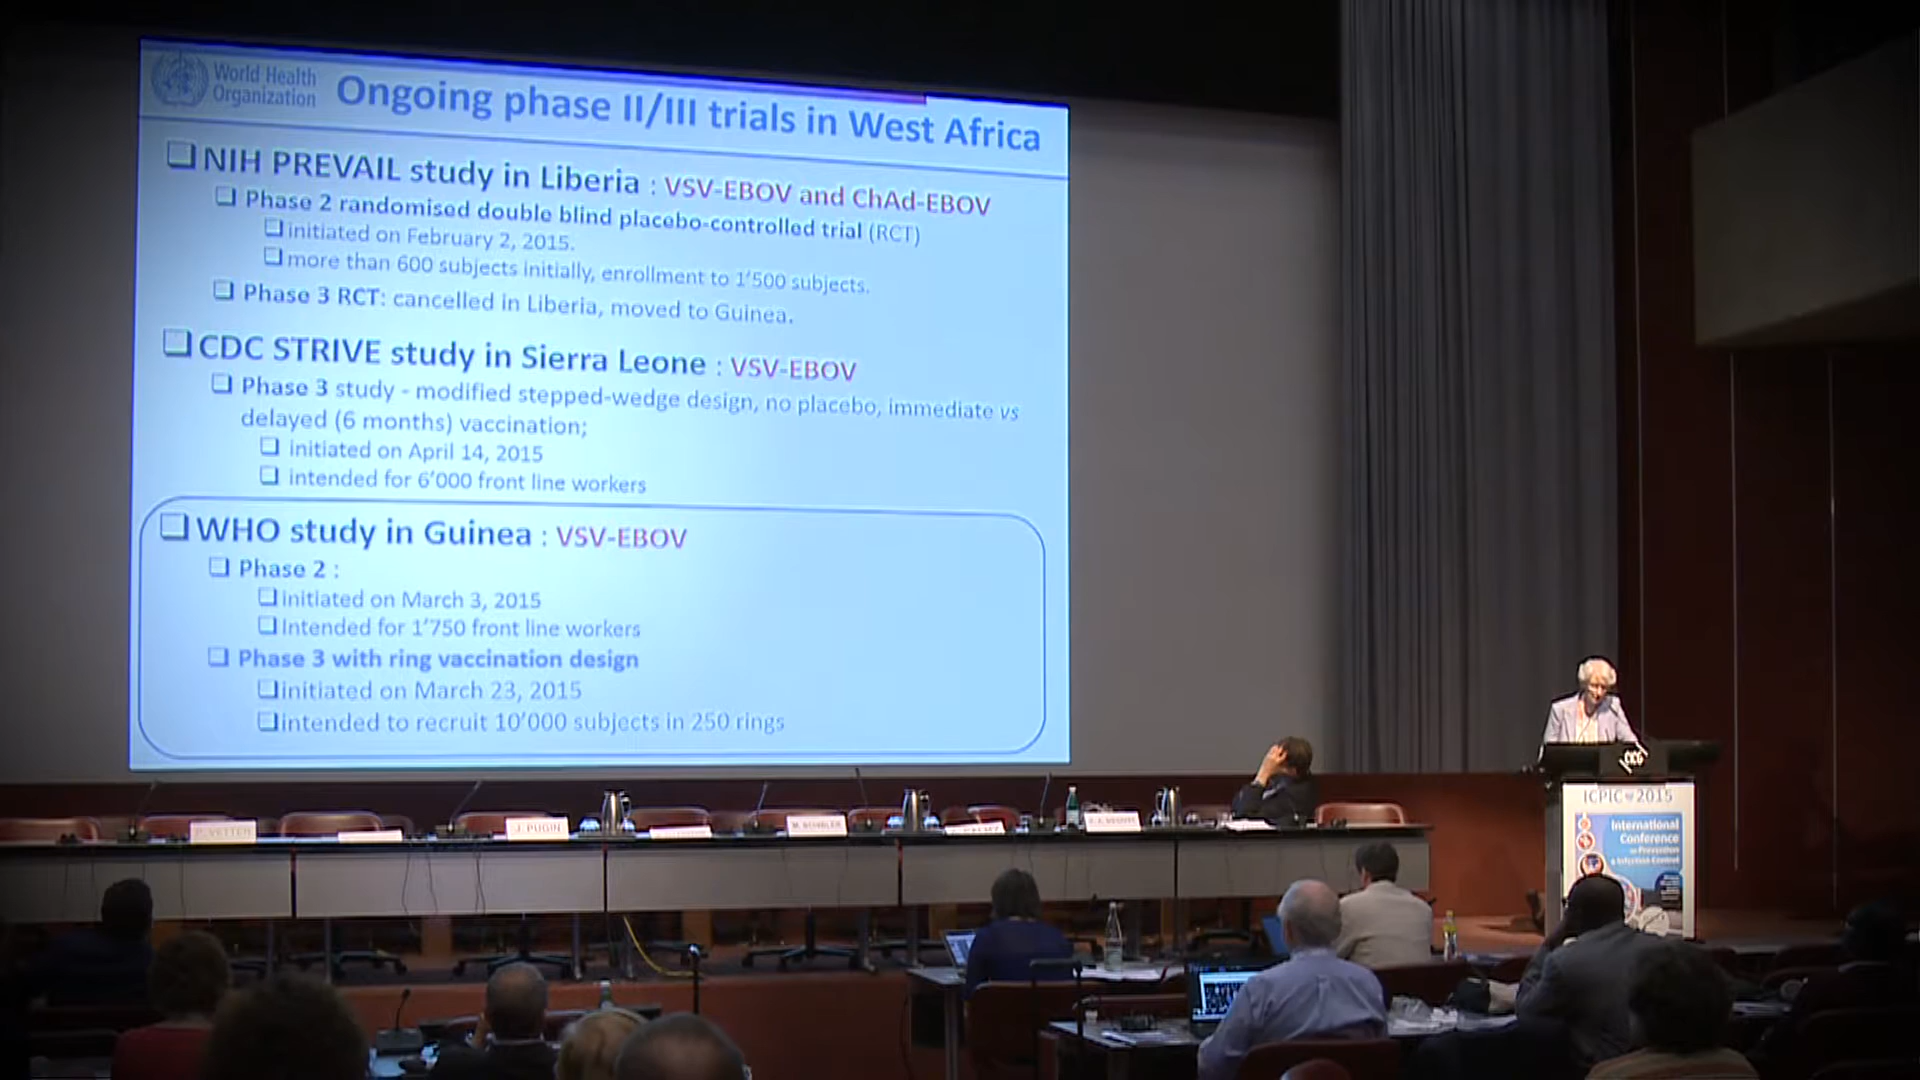 World Health
Organization
Ongoing phase II/III trials in West Africa
NIH PREVAIL study in Liberia : VSV-EBOV and ChAd-EBOV
Phase 2 randomised double blind placebo-controlled trial (RCT)
initiated on February 2, 2015.
more than 600 subjects initially, enrollment to 1'500 subjects.
Phase 3 RCT: cancelled in Liberia, moved to Guinea.
CDC STRIVE study in Sierra Leone : VSV-EBOV
Phase 3 study - modified stepped-wedge design, no placebo, immediate vs
delayed (6 months) vaccination;
initiated on April 14, 2015
intended for 6'000 front line workers
WHO study in Guinea : VSV-EBOV
Phase 2 :
initiated on March 3, 2015
Intended for 1'750 front line workers
Phase 3 with ring vaccination design
initiated on March 23, 2015
intended to recruit 10'000 subjects in 250 rings
J. PUGIN
CICG
ICPIC 2015
International
Conference
on Prevention
& Infection Control